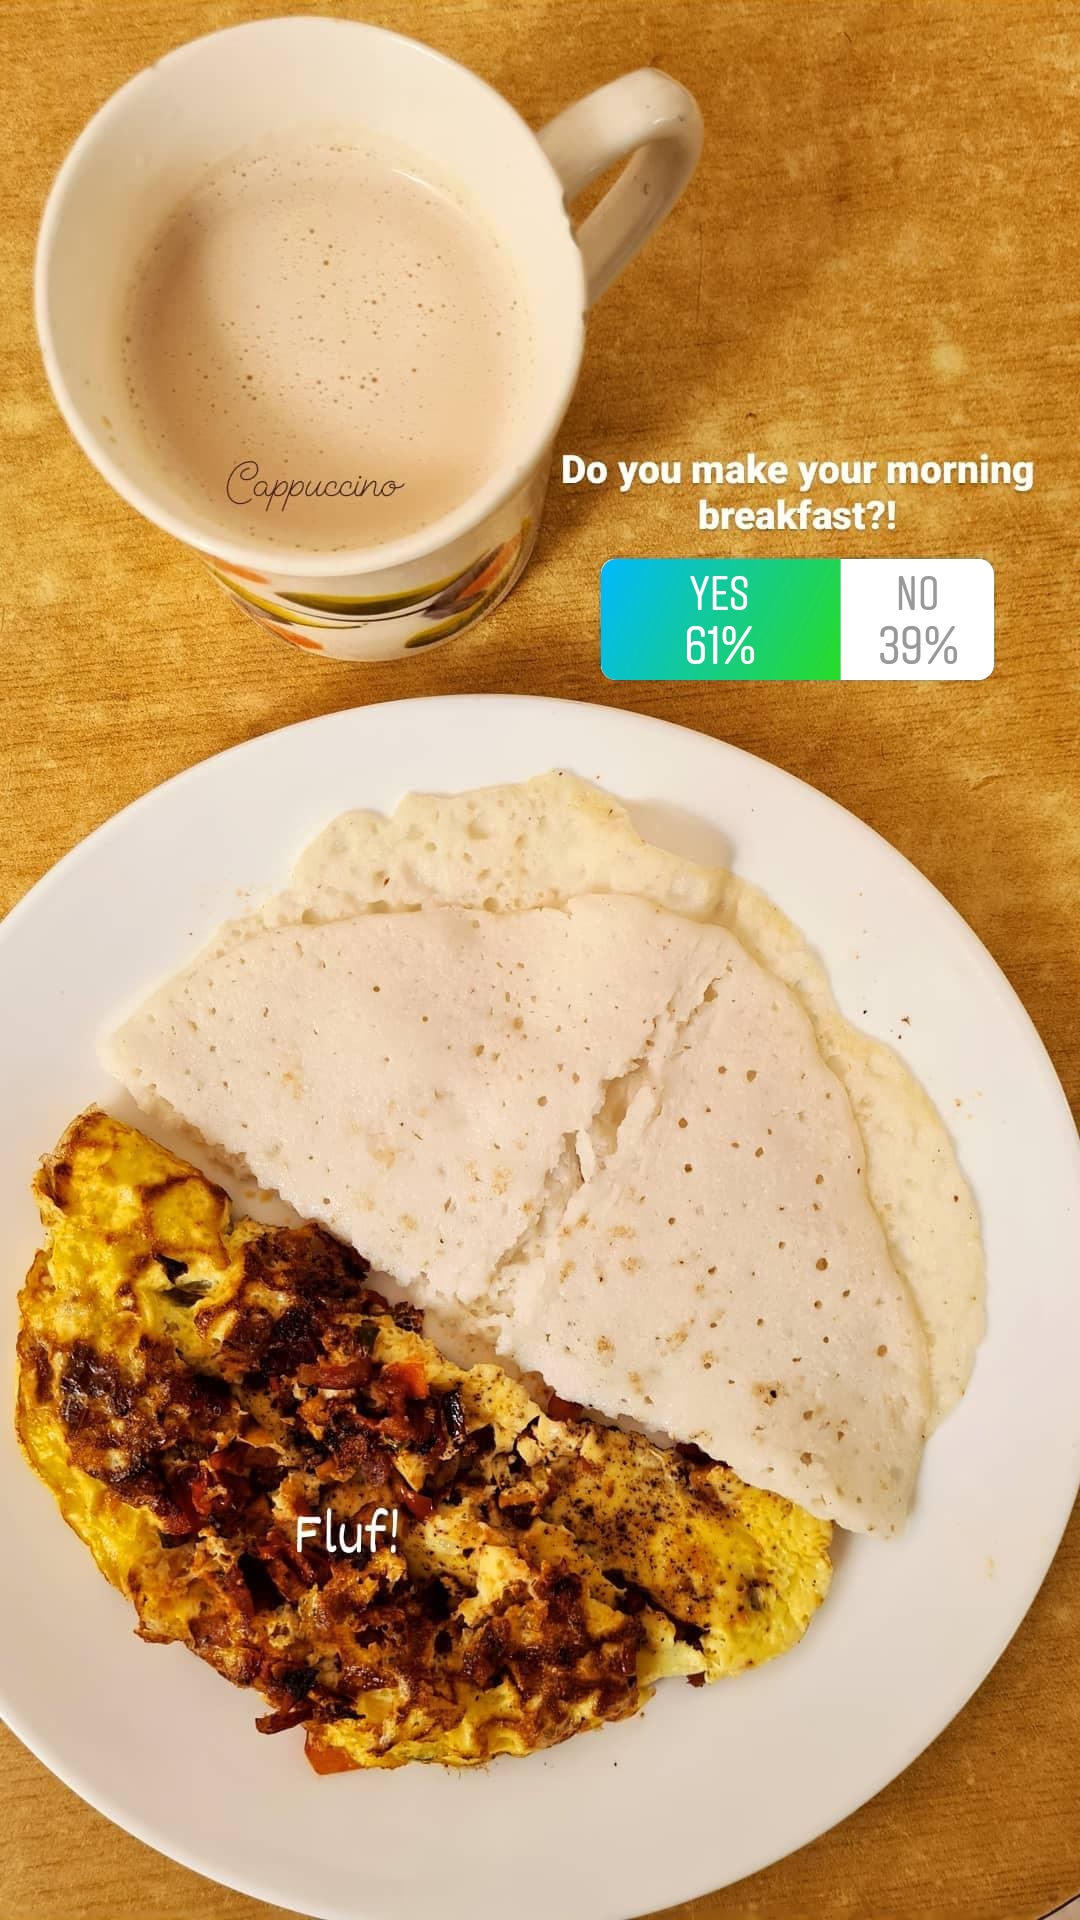 Cappuccino
Do you make your morning
breakfast?!
YES
61%
NO
39%
Fluf!